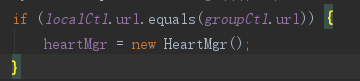 if (localCtl.url.equals(groupCtl.url)) {
heartMgr = new HeartMgr();
}